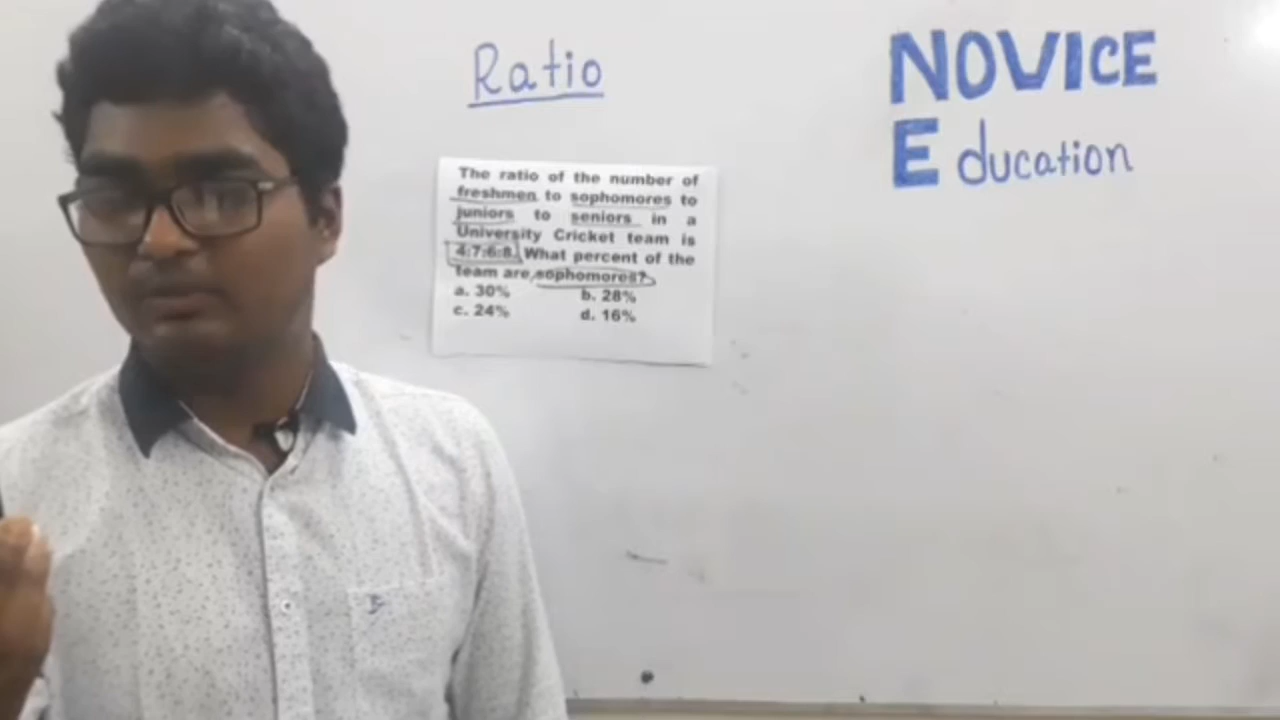 Ratio
NOVICE
Education
The ratio of the number of
freshmen to sophomores to
juniors to seniors in a
University Cricket team is
4:7:6:8. What percent of the
team are sophomores?
a. 30% b. 28%
c. 24% d. 16%